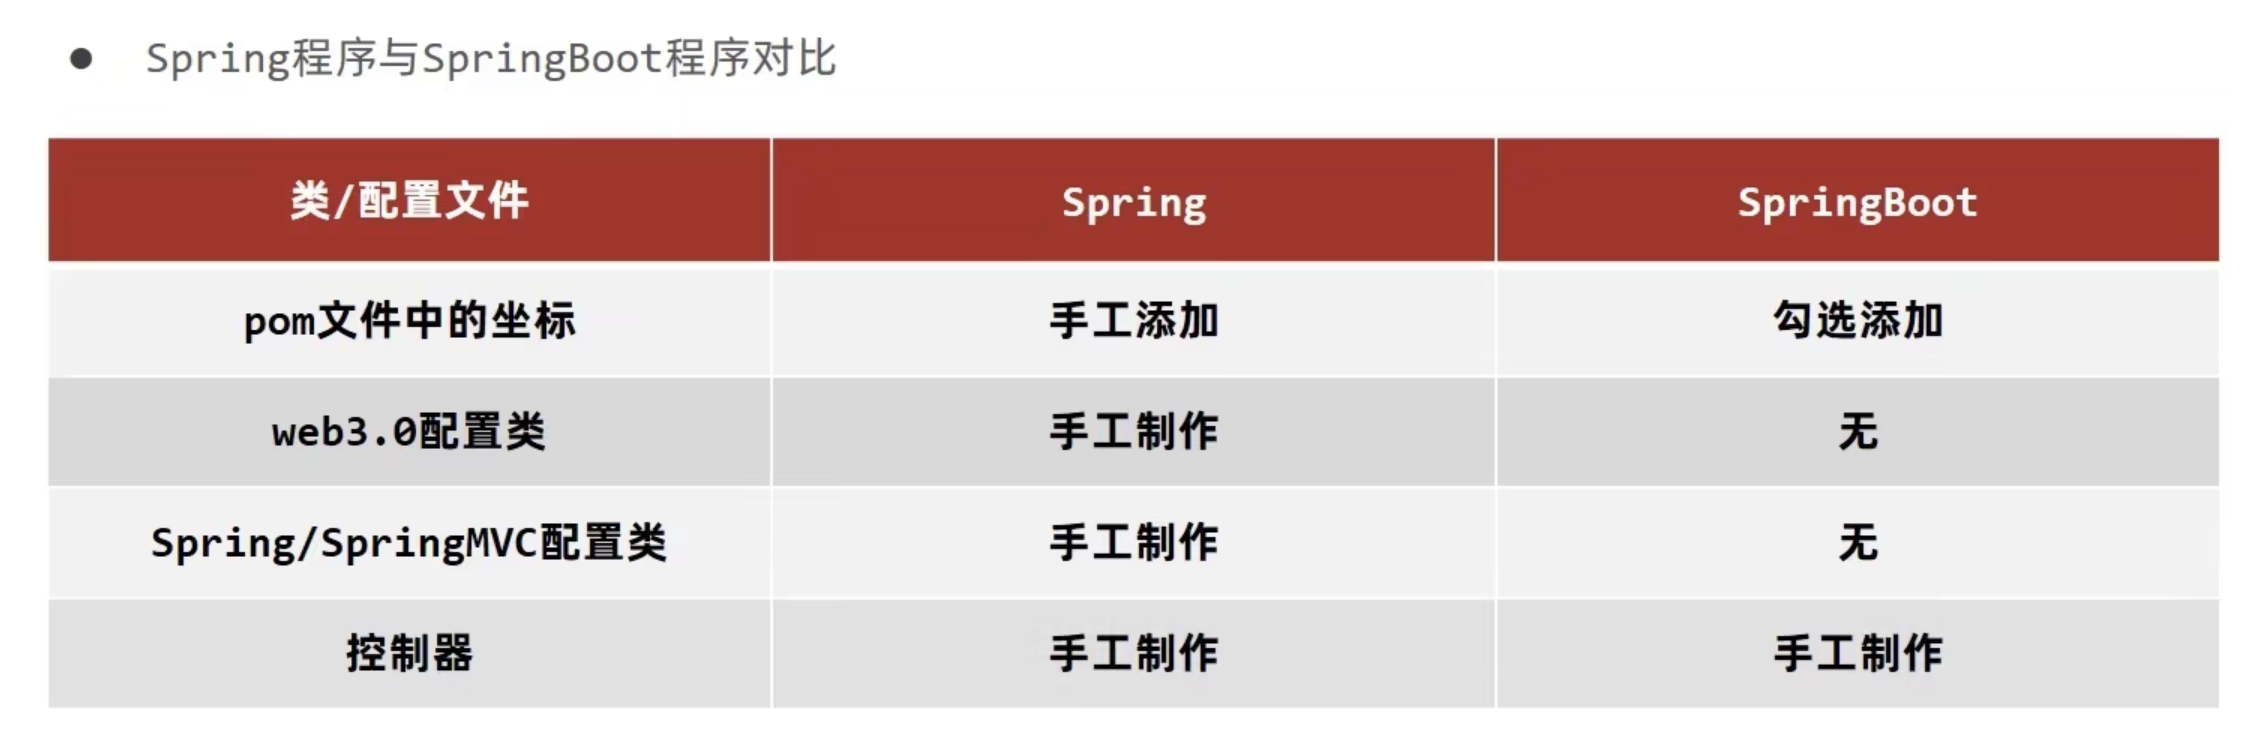 ● Spring程序与SpringBoot程序对比
类/配置文件 Spring SpringBoot
pom文件中的坐标 手工添加 勾选添加
web3.0配置类 手工制作 无
Spring/SpringMVC配置类 手工制作 无
控制器 手工制作 手工制作